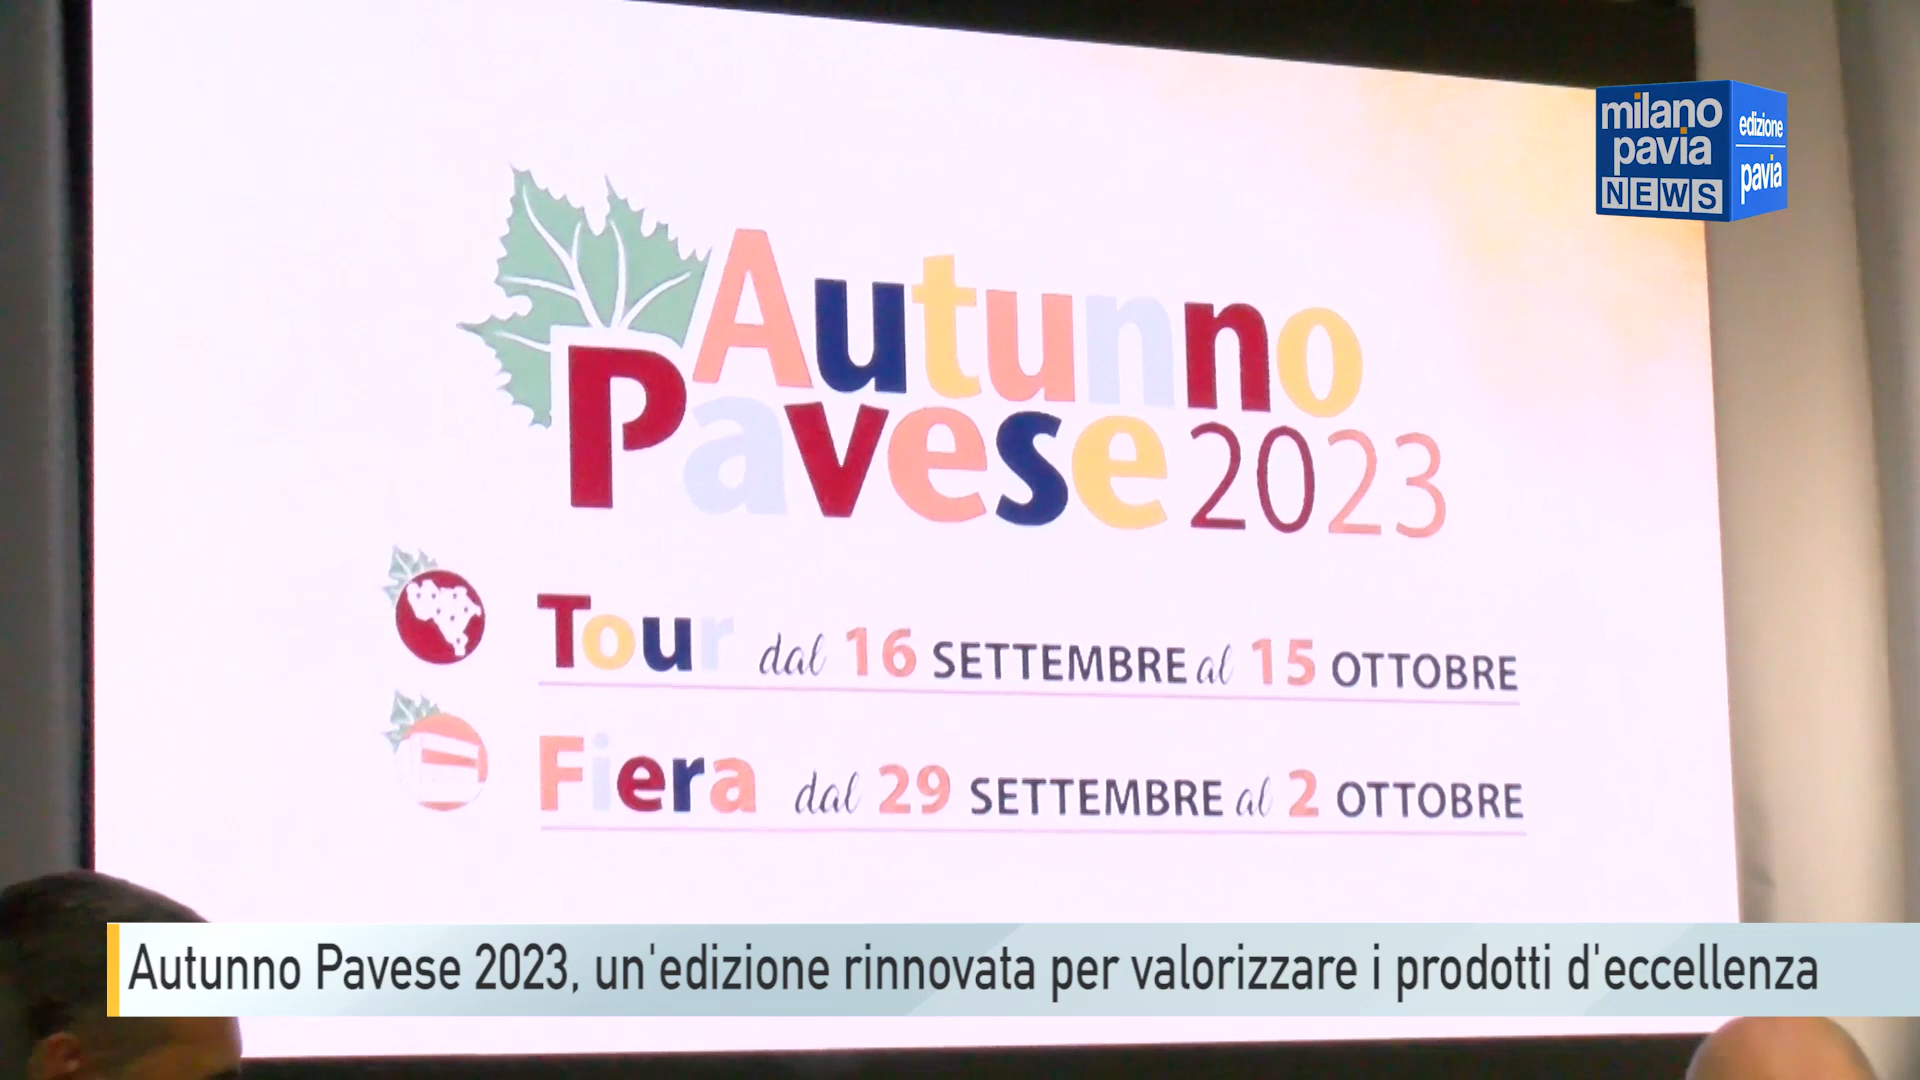 milano
pavia
NEWS
edizione
pavia
Autunno
Pavese 2023
Tour dal 16 SETTEMBRE al 15 OTTOBRE
Fiera dal 29 SETTEMBRE al 2 OTTOBRE
Autunno Pavese 2023, un'edizione rinnovata per valorizzare i prodotti d'eccellenza